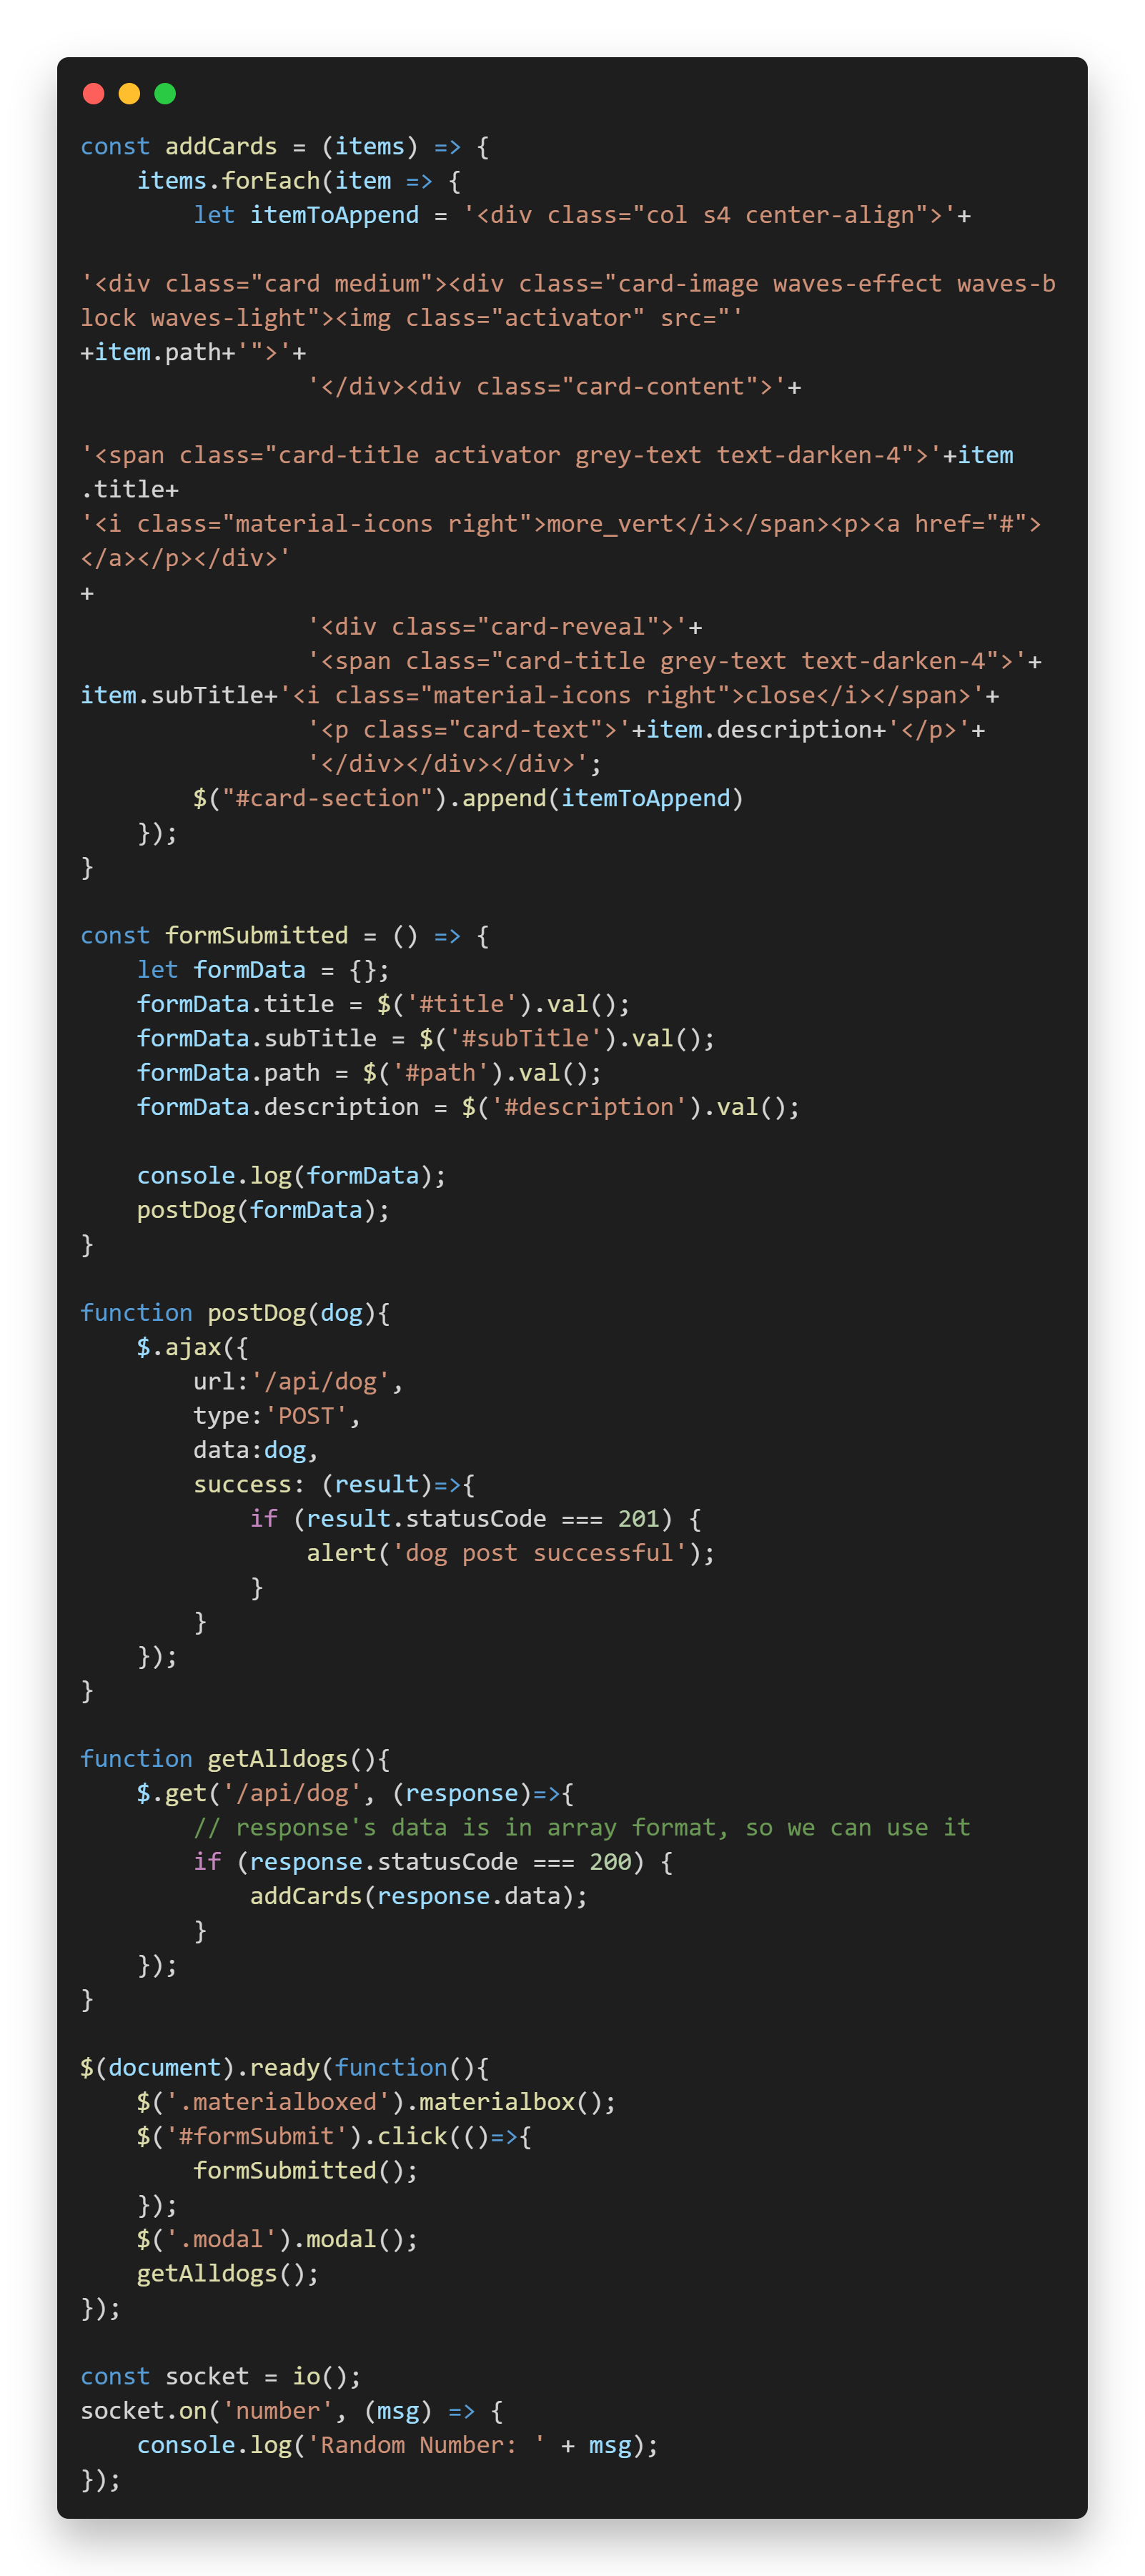 const addCards = (items) => {
    items.forEach(item => {
        let itemToAppend = '<div class="col s4 center-align">'+

'<div class="card medium"><div class="card-image waves-effect waves-b
lock waves-light"><img class="activator" src="'
+item.path+'">'+
                '</div><div class="card-content">'+

'<span class="card-title activator grey-text text-darken-4">'+item
.title+
'<i class="material-icons right">more_vert</i></span><p><a href="#">
</a></p></div>'
+
                '<div class="card-reveal">'+
                '<span class="card-title grey-text text-darken-4">'+
item.subTitle+'<i class="material-icons right">close</i></span>'+
                '<p class="card-text">'+item.description+'</p>'+
                '</div></div></div>';
        $("#card-section").append(itemToAppend)
    });
}

const formSubmitted = () => {
    let formData = {};
    formData.title = $('#title').val();
    formData.subTitle = $('#subTitle').val();
    formData.path = $('#path').val();
    formData.description = $('#description').val();

    console.log(formData);
    postDog(formData);
}

function postDog(dog){
    $.ajax({
        url:'/api/dog',
        type:'POST',
        data:dog,
        success: (result)=>{
            if (result.statusCode === 201) {
                alert('dog post successful');
            }
        }
    });
}

function getAlldogs(){
    $.get('/api/dog', (response)=>{
        // response's data is in array format, so we can use it
        if (response.statusCode === 200) {
            addCards(response.data);
        }
    });
}

$(document).ready(function(){
    $('.materialboxed').materialbox();
    $('#formSubmit').click(()=>{
        formSubmitted();
    });
    $('.modal').modal();
    getAlldogs();
});

const socket = io();
socket.on('number', (msg) => {
    console.log('Random Number: ' + msg);
});